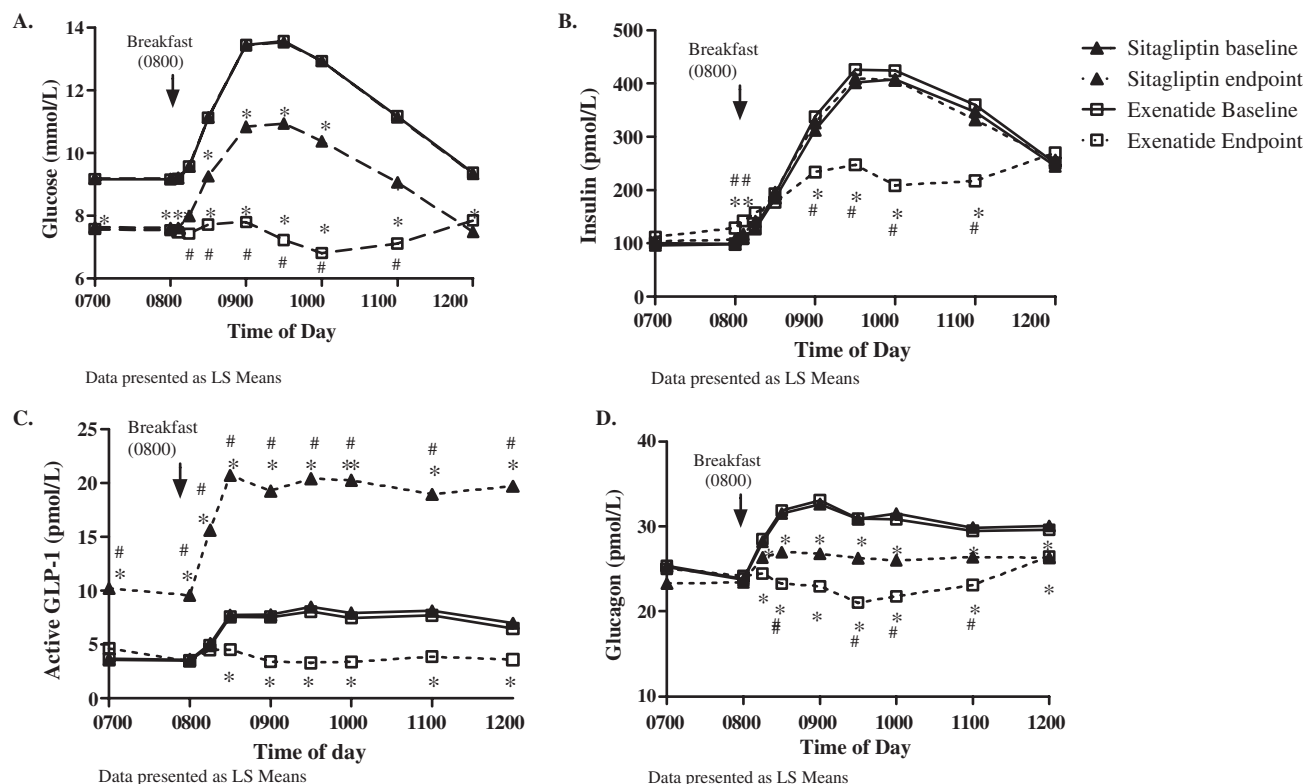 A.
Glucose (mmol/L)
14
12
10
8
6
Breakfast
(0800)
* ** * * * * * * * * * *
# # # # # #
0700 0800 0900 1000 1100 1200
Time of Day
Data presented as LS Means
B.
Insulin (pmol/L)
500
400
300
200
100
0
Breakfast
(0800)
##
**
* * * *
# # # #
0700 0800 0900 1000 1100 1200
Time of Day
Data presented as LS Means
Sitagliptin baseline
Sitagliptin endpoint
Exenatide Baseline
Exenatide Endpoint
C.
Active GLP-1 (pmol/L)
25
20
15
10
5
0
Breakfast
(0800)
# # # # # # # # #
* * * * * * ** * *
* * * * * *
0700 0800 0900 1000 1100 1200
Time of day
Data presented as LS Means
D.
Glucagon (pmol/L)
40
30
20
10
Breakfast
(0800)
* * * * * * *
* * * * * * *
# # # #
0700 0800 0900 1000 1100 1200
Time of Day
Data presented as LS Means